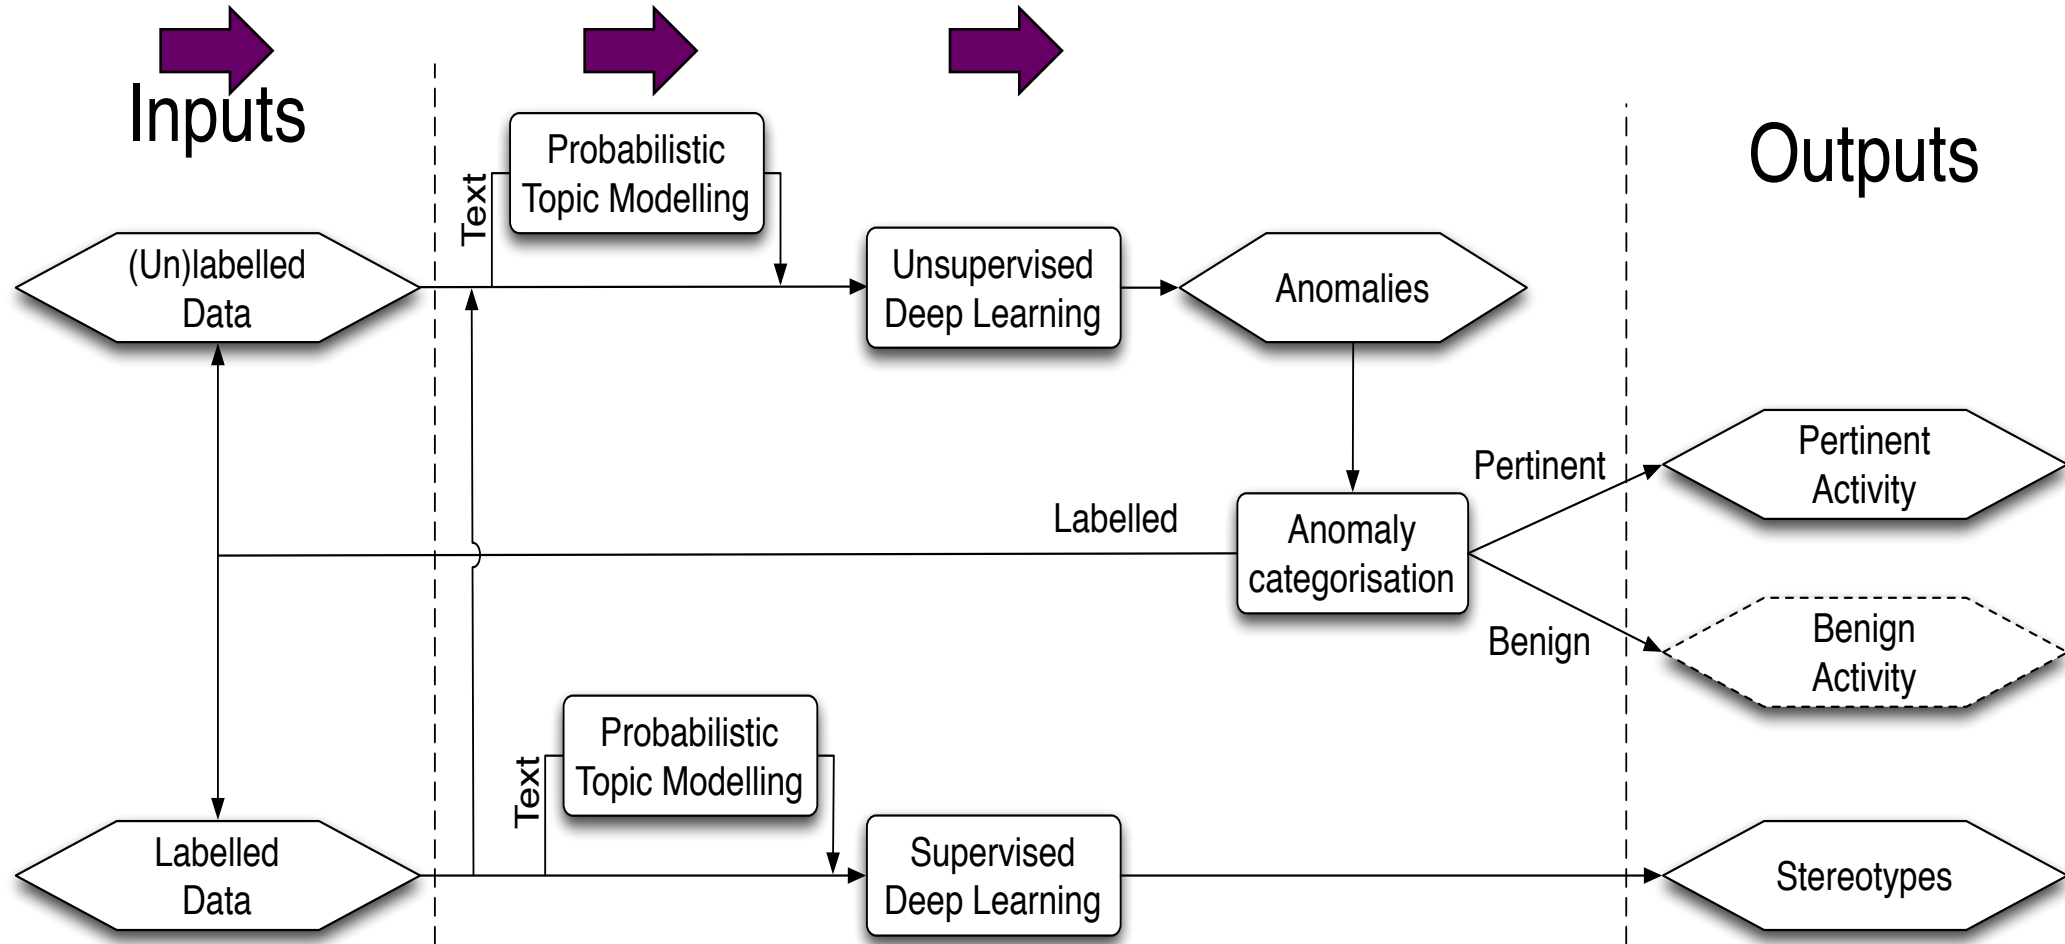 Inputs
Outputs
Probabilistic
Topic Modelling
Text
(Un)labelled
Data
Unsupervised
Deep Learning
Anomalies
Pertinent
Pertinent
Activity
Labelled
Anomaly
categorisation
Benign
Benign
Activity
Probabilistic
Topic Modelling
Text
Labelled
Data
Supervised
Deep Learning
Stereotypes